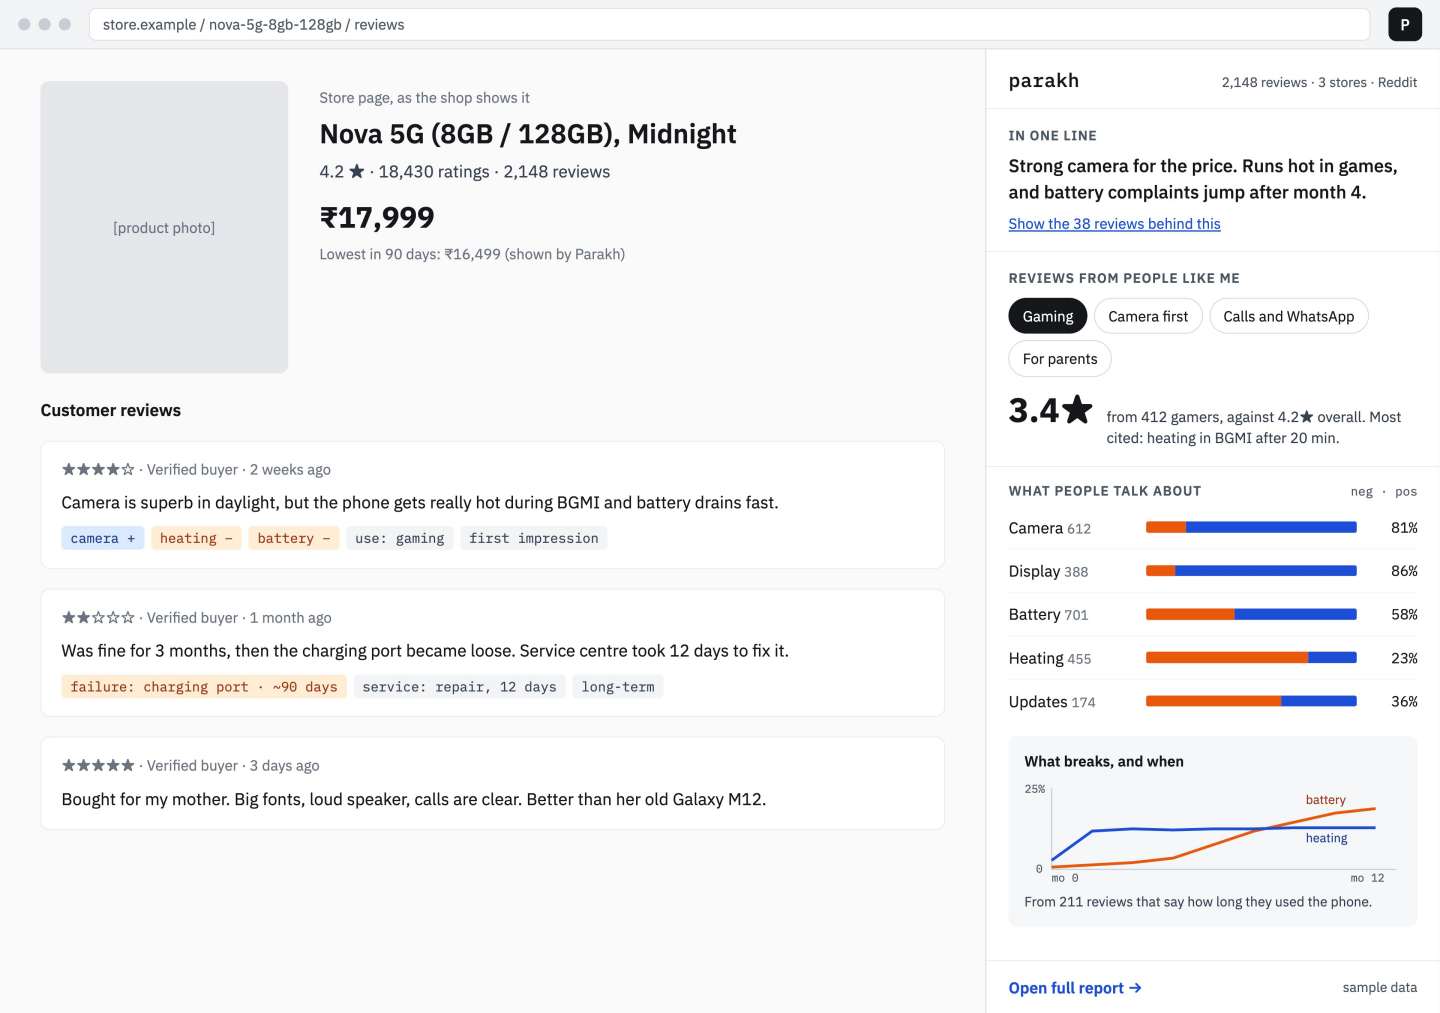 store.example / nova-5g-8gb-128gb / reviews
P
[product photo]
Store page, as the shop shows it
Nova 5G (8GB / 128GB), Midnight
4.2 ★ · 18,430 ratings · 2,148 reviews
₹17,999
Lowest in 90 days: ₹16,499 (shown by Parakh)
Customer reviews
★★★★☆ · Verified buyer · 2 weeks ago
Camera is superb in daylight, but the phone gets really hot during BGMI and battery drains fast.
camera + heating − battery − use: gaming first impression
★★☆☆☆ · Verified buyer · 1 month ago
Was fine for 3 months, then the charging port became loose. Service centre took 12 days to fix it.
failure: charging port · ~90 days service: repair, 12 days long-term
★★★★★ · Verified buyer · 3 days ago
Bought for my mother. Big fonts, loud speaker, calls are clear. Better than her old Galaxy M12.
parakh 2,148 reviews · 3 stores · Reddit
IN ONE LINE
Strong camera for the price. Runs hot in games,
and battery complaints jump after month 4.
Show the 38 reviews behind this
REVIEWS FROM PEOPLE LIKE ME
Gaming Camera first Calls and WhatsApp
For parents
3.4★ from 412 gamers, against 4.2★ overall. Most
cited: heating in BGMI after 20 min.
WHAT PEOPLE TALK ABOUT neg · pos
Camera 612 81%
Display 388 86%
Battery 701 58%
Heating 455 23%
Updates 174 36%
What breaks, and when
25%
battery
heating
0
mo 0 mo 12
From 211 reviews that say how long they used the phone.
Open full report → sample data